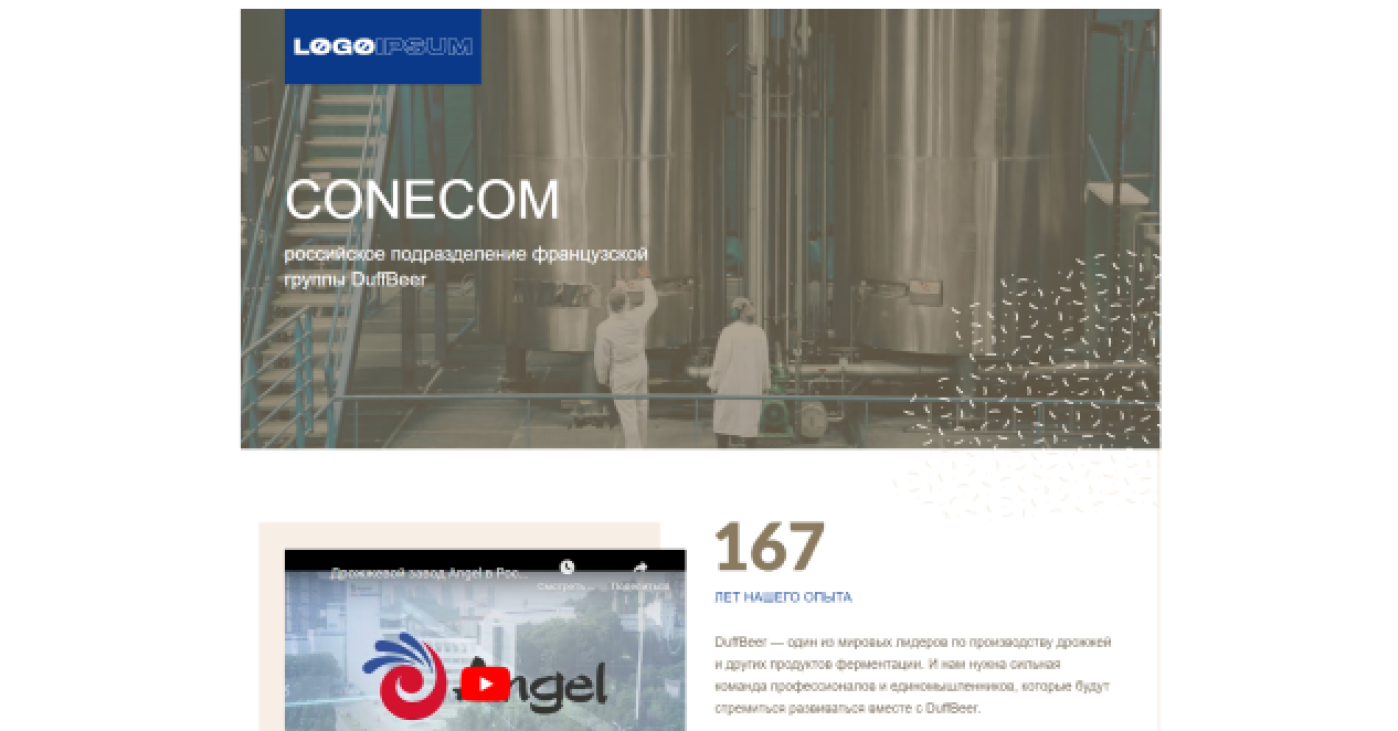 LOGOIPSUM
CONECOM
российское подразделение французской
группы DuffBeer
167
ЛЕТ НАШЕГО ОПЫТА
Дрожжевой завод Angel в Рос...
Смотреть ...
Поделиться
Angel
DuffBeer — один из мировых лидеров по производству дрожжей
и других продуктов ферментации. И нам нужна сильная
команда профессионалов и единомышленников, которые будут
стремиться развиваться вместе с DuffBeer.